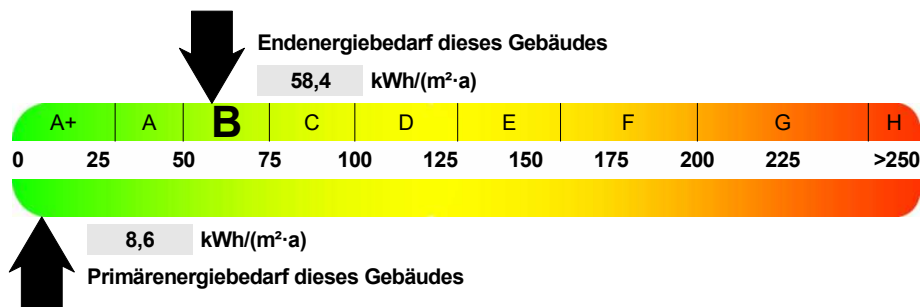 Endenergiebedarf dieses Gebäudes
58,4 kWh/(m²·a)
A+ A B C D E F G H
0 25 50 75 100 125 150 175 200 225 >250
8,6 kWh/(m²·a)
Primärenergiebedarf dieses Gebäudes